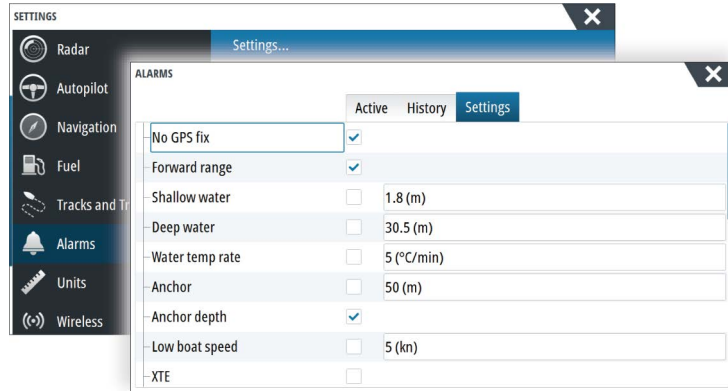 SETTINGS
Radar
Settings...
Autopilot
Navigation
Fuel
Tracks and Tr
Alarms
Units
Wireless
ALARMS
Active History Settings
No GPS fix
Forward range
Shallow water 1.8 (m)
Deep water 30.5 (m)
Water temp rate 5 (°C/min)
Anchor 50 (m)
Anchor depth
Low boat speed 5 (kn)
XTE